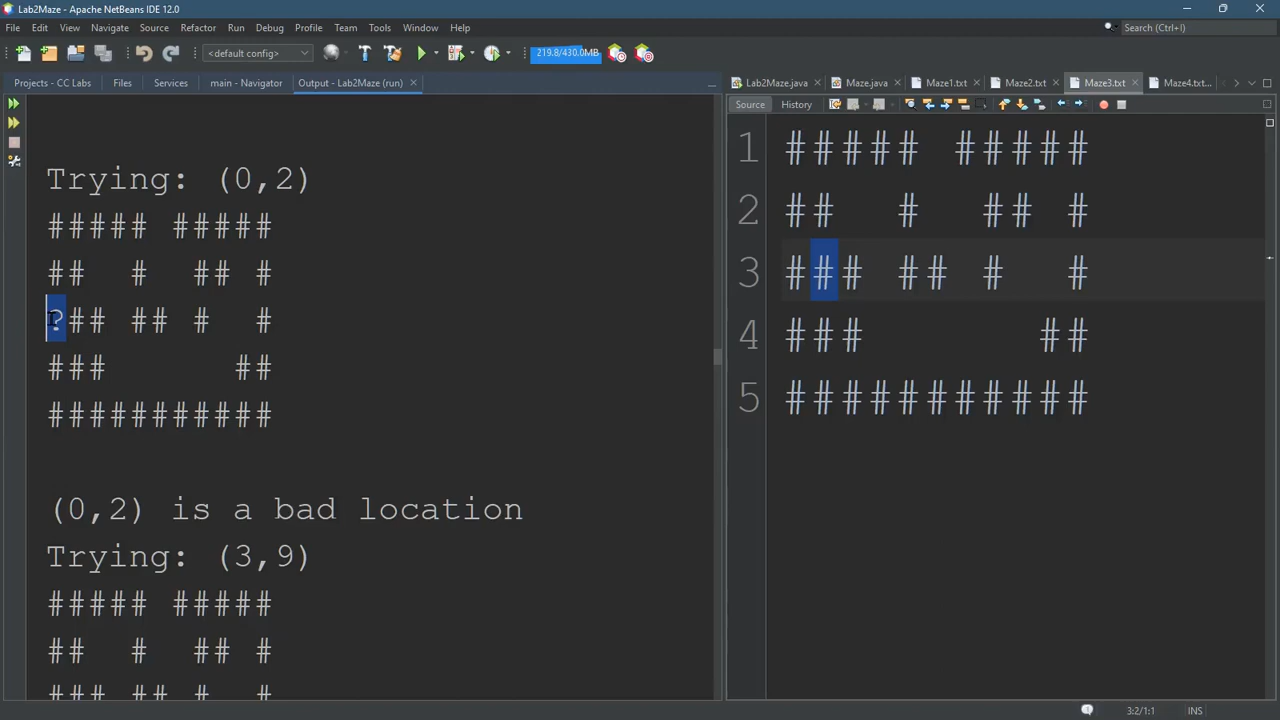 Lab2Maze - Apache NetBeans IDE 12.0
File Edit View Navigate Source Refactor Run Debug Profile Team Tools Window Help
Search (Ctrl+I)
<default config>
219.8/430.0MB
Projects - CC Labs Files Services main - Navigator Output - Lab2Maze (run)
Trying: (0,2)
##### #####
##  #  ## #
?## ## #  #
###      ##
###########
(0,2) is a bad location
Trying: (3,9)
##### #####
##  #  ## #
### ## #  #
Lab2Maze.java Maze.java Maze1.txt Maze2.txt Maze3.txt Maze4.txt...
Source History
1 ##### #####
2 ##  #  ## #
3 ### ## #  #
4 ###      ##
5 ###########
3:2/1:1 INS